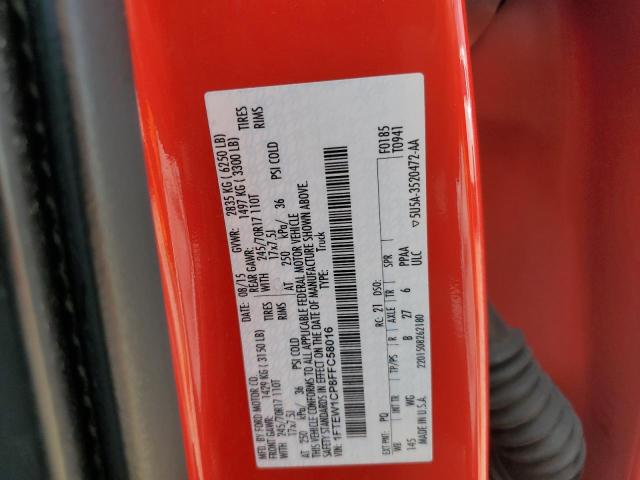 MFD. BY FORD MOTOR CO.
DATE: 08/15 GVWR: 2835 KG ( 6250 LB)
FRONT GAWR: 1429 KG ( 3150 LB) REAR GAWR: 1497 KG ( 3300 LB)
245/70R17 110T TIRES 245/70R17 110T TIRES
17x7.5J RIMS 17x7.5J RIMS
AT 250 kPa/ 36 PSI COLD AT 250 kPa/ 36 PSI COLD
THIS VEHICLE CONFORMS TO ALL APPLICABLE FEDERAL MOTOR VEHICLE
SAFETY STANDARDS IN EFFECT ON THE DATE OF MANUFACTURE SHOWN ABOVE.
VIN: 1FTEW1CP8FFC58016 TYPE: Truck
F0185
T0941
EXT PNT: PQ RC: 21 DSO:
WB INT TR TP/PS R AXLE TR SPR
145 WG B 27 6 PPAA
ULC
MADE IN U.S.A. 2201508262180
▽5U5A-3520472-AA